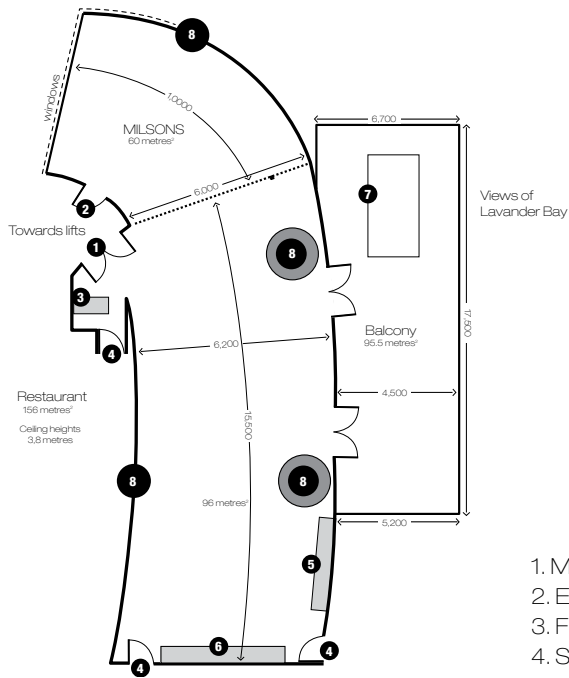 8
6,700
windows
1,0000
MILSONS
60 metres²
7
6,000
Views of
Lavander Bay
2
Towards lifts
1
8
3
Balcony
95.5 metres²
17,500
4
6,200
Restaurant
156 metres²
4,500
Ceiling heights
3,8 metres
15,500
8
8
96 metres²
5,200
5
6
4
4
1. M
2. E
3. F
4. S